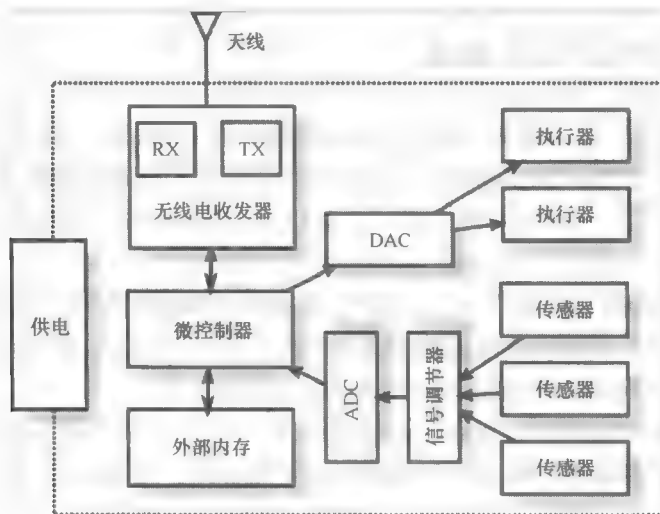 天线
RX
TX
无线电收发器
执行器
执行器
DAC
供电
微控制器
ADC
信号调节器
传感器
传感器
传感器
外部内存